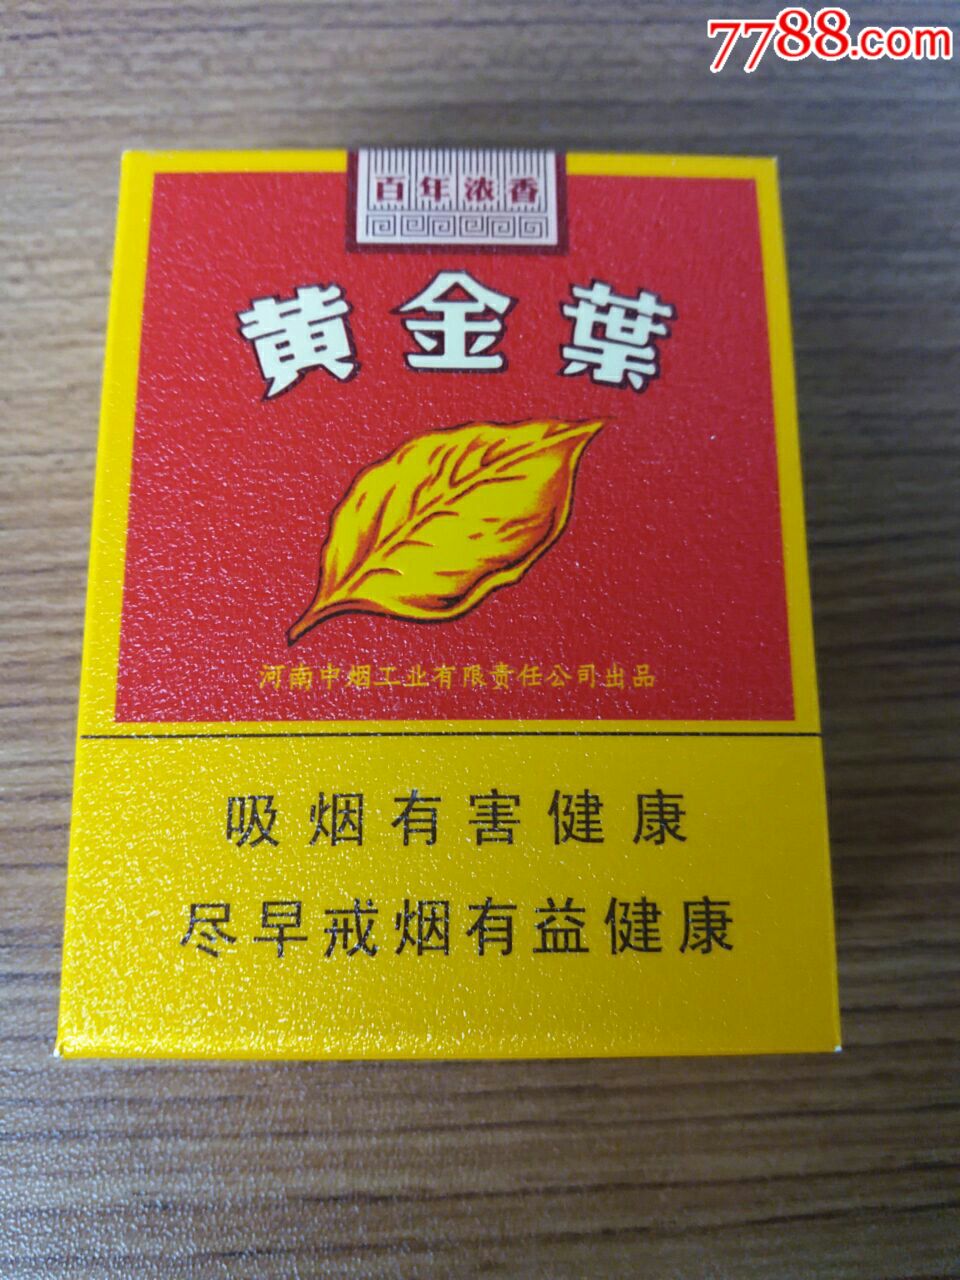 7788.com
百年浓香
黄金葉
河南中烟工业有限责任公司出品
吸烟有害健康
尽早戒烟有益健康